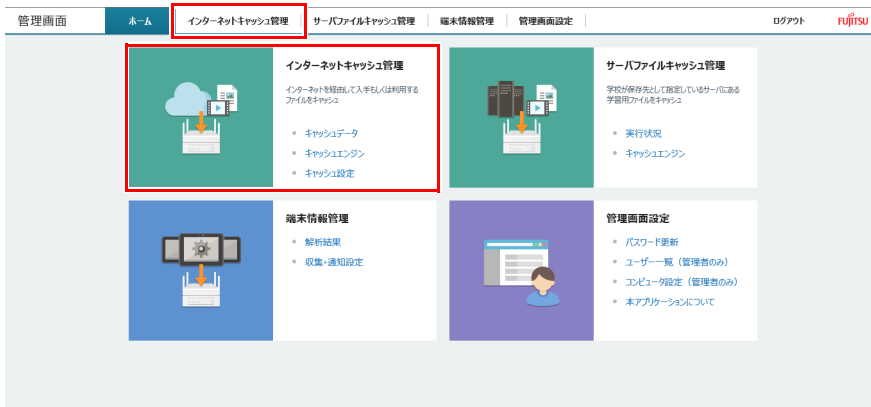 管理画面 ホーム インターネットキャッシュ管理 サーバファイルキャッシュ管理 端末情報管理 管理画面設定 ログアウト FUJITSU
インターネットキャッシュ管理
インターネットを経由して入手もしくは利用する
ファイルをキャッシュ
キャッシュデータ
キャッシュエンジン
キャッシュ設定
サーバファイルキャッシュ管理
学校が保存先として指定しているサーバにある
学習用ファイルをキャッシュ
実行状況
キャッシュエンジン
端末情報管理
解析結果
収集・通知設定
管理画面設定
パスワード更新
ユーザー一覧（管理者のみ）
コンピュータ設定（管理者のみ）
本アプリケーションについて